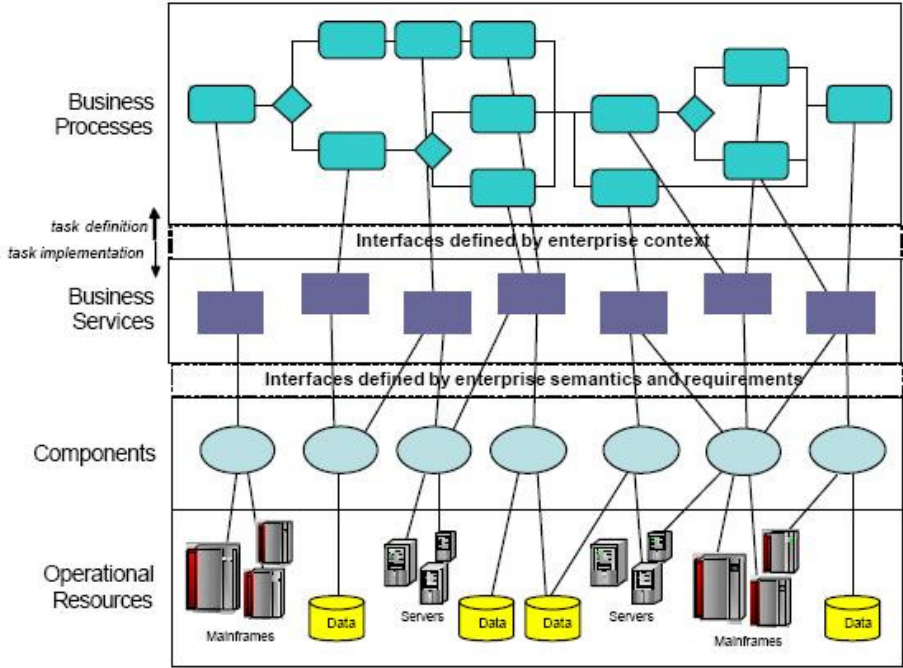 Business
Processes
task definition
task implementation
Interfaces defined by enterprise context
Business
Services
Interfaces defined by enterprise semantics and requirements
Components
Operational
Resources
Mainframes
Data
Servers
Data
Data
Servers
Mainframes
Data